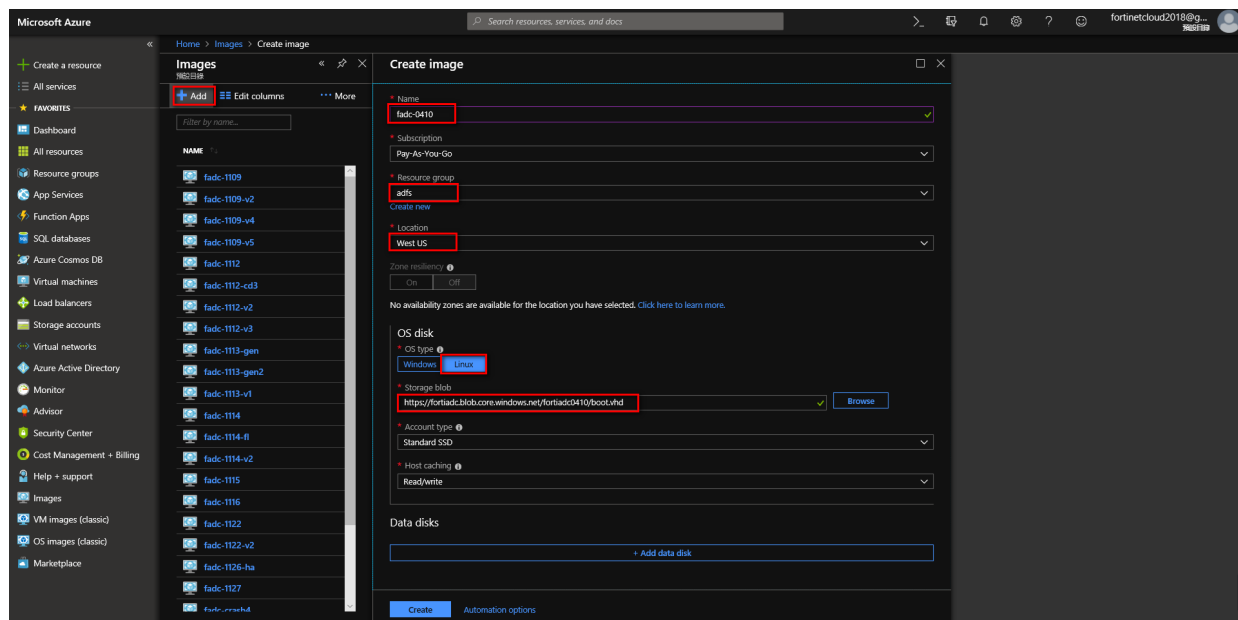 Microsoft Azure
Search resources, services, and docs
fortinetcloud2018@g...
預設目錄
Home > Images > Create image
Create a resource
All services
FAVORITES
Dashboard
All resources
Resource groups
App Services
Function Apps
SQL databases
Azure Cosmos DB
Virtual machines
Load balancers
Storage accounts
Virtual networks
Azure Active Directory
Monitor
Advisor
Security Center
Cost Management + Billing
Help + support
Images
VM images (classic)
OS images (classic)
Marketplace
Images
預設目錄
Add
Edit columns
More
Filter by name...
NAME
fadc-1109
fadc-1109-v2
fadc-1109-v4
fadc-1109-v5
fadc-1112
fadc-1112-cd3
fadc-1112-v2
fadc-1112-v3
fadc-1113-gen
fadc-1113-gen2
fadc-1113-v1
fadc-1114
fadc-1114-fl
fadc-1114-v2
fadc-1115
fadc-1116
fadc-1122
fadc-1122-v2
fadc-1126-ha
fadc-1127
fadc-crash4
Create image
* Name
fadc-0410
* Subscription
Pay-As-You-Go
* Resource group
adfs
Create new
* Location
West US
Zone resiliency
On Off
No availability zones are available for the location you have selected. Click here to learn more.
OS disk
* OS type
Windows Linux
* Storage blob
https://fortiadc.blob.core.windows.net/fortiadc0410/boot.vhd
Browse
* Account type
Standard SSD
* Host caching
Read/write
Data disks
+ Add data disk
Create
Automation options